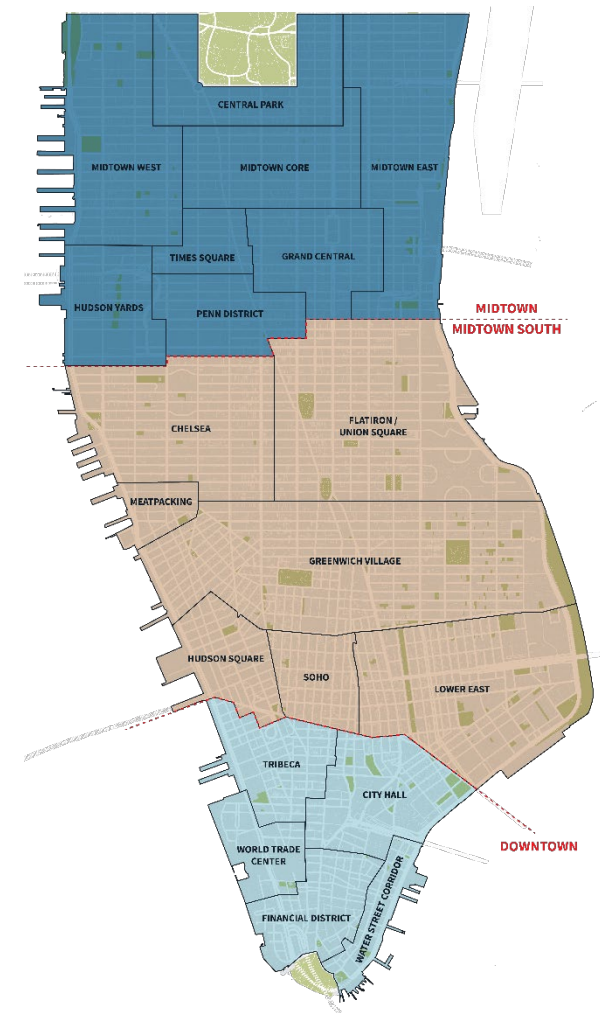 CENTRAL PARK
MIDTOWN WEST
MIDTOWN CORE
MIDTOWN EAST
TIMES SQUARE
GRAND CENTRAL
HUDSON YARDS
PENN DISTRICT
MIDTOWN
MIDTOWN SOUTH
CHELSEA
FLATIRON /
UNION SQUARE
MEATPACKING
GREENWICH VILLAGE
HUDSON SQUARE
SOHO
LOWER EAST
TRIBECA
CITY HALL
DOWNTOWN
WORLD TRADE
CENTER
FINANCIAL DISTRICT
WATER STREET CORRIDOR